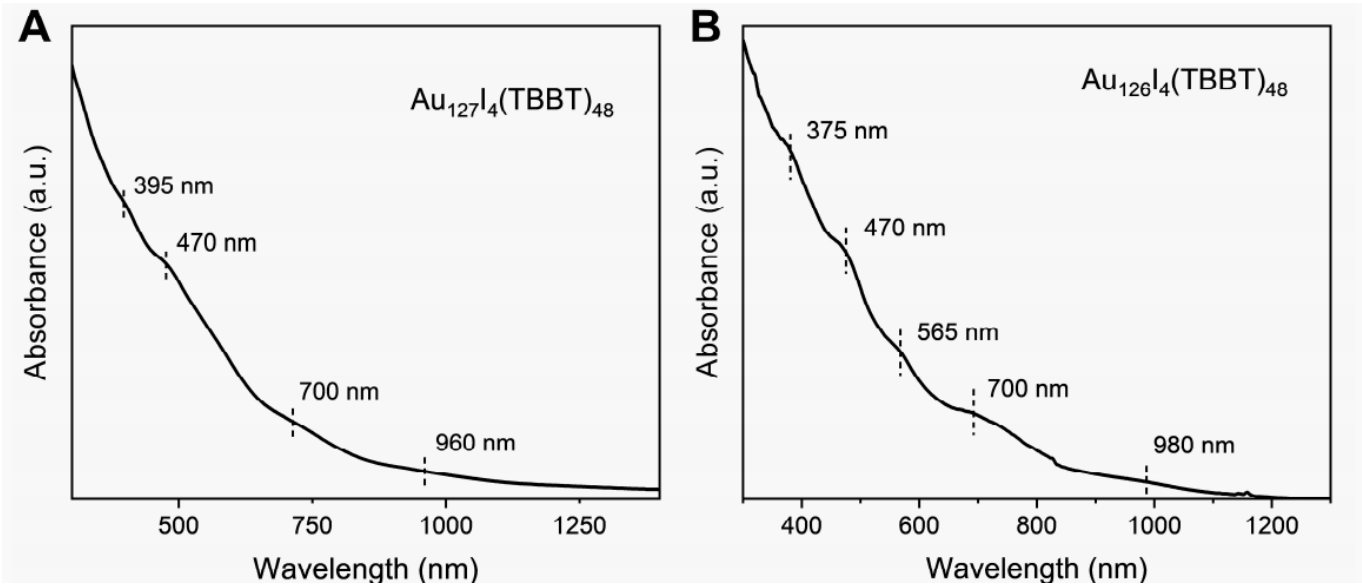 A
Au₁₂₇I₄(TBBT)₄₈
395 nm
470 nm
700 nm
960 nm
Absorbance (a.u.)
500 750 1000 1250
Wavelength (nm)
B
Au₁₂₆I₄(TBBT)₄₈
375 nm
470 nm
565 nm
700 nm
980 nm
Absorbance (a.u.)
400 600 800 1000 1200
Wavelength (nm)